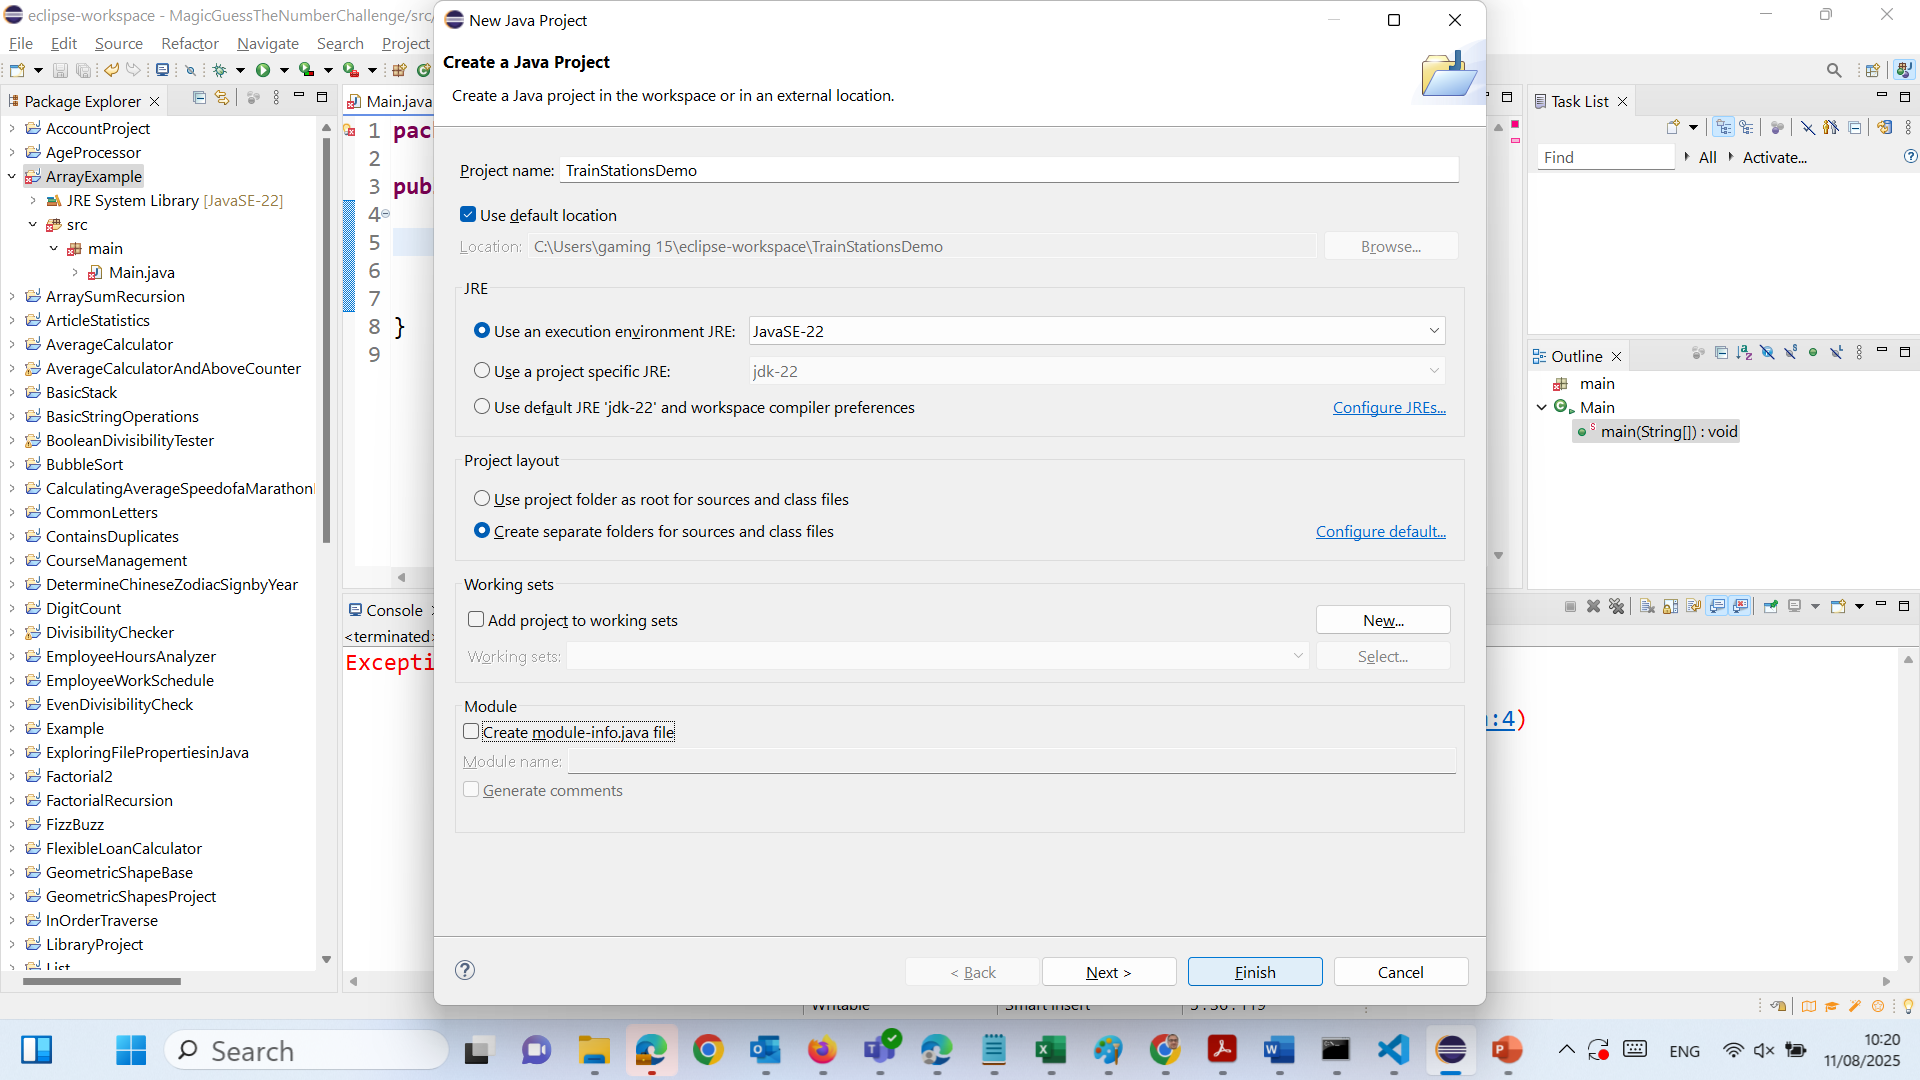 eclipse-workspace - MagicGuessTheNumberChallenge/src/
File Edit Source Refactor Navigate Search Project
Package Explorer
AccountProject
AgeProcessor
ArrayExample
JRE System Library [JavaSE-22]
src
main
Main.java
ArraySumRecursion
ArticleStatistics
AverageCalculator
AverageCalculatorAndAboveCounter
BasicStack
BasicStringOperations
BooleanDivisibilityTester
BubbleSort
CalculatingAverageSpeedofaMarathon
CommonLetters
ContainsDuplicates
CourseManagement
DetermineChineseZodiacSignbyYear
DigitCount
DivisibilityChecker
EmployeeHoursAnalyzer
EmployeeWorkSchedule
EvenDivisibilityCheck
Example
ExploringFilePropertiesinJava
Factorial2
FactorialRecursion
FizzBuzz
FlexibleLoanCalculator
GeometricShapeBase
GeometricShapesProject
InOrderTraverse
LibraryProject
List
Main.java
1 pac
2
3 pub
4
5
6
7
8 }
9
Console
<terminated>
Excepti
New Java Project
Create a Java Project
Create a Java project in the workspace or in an external location.
Project name: TrainStationsDemo
Use default location
Location: C:\Users\gaming 15\eclipse-workspace\TrainStationsDemo Browse...
JRE
Use an execution environment JRE: JavaSE-22
Use a project specific JRE: jdk-22
Use default JRE 'jdk-22' and workspace compiler preferences Configure JREs...
Project layout
Use project folder as root for sources and class files
Create separate folders for sources and class files Configure default...
Working sets
Add project to working sets New...
Working sets: Select...
Module
Create module-info.java file
Module name:
Generate comments
< Back Next > Finish Cancel
Task List
Find All Activate...
Outline
main
Main
main(String[]) : void
:4)
Writable Smart Insert
Search
ENG
10:20
11/08/2025